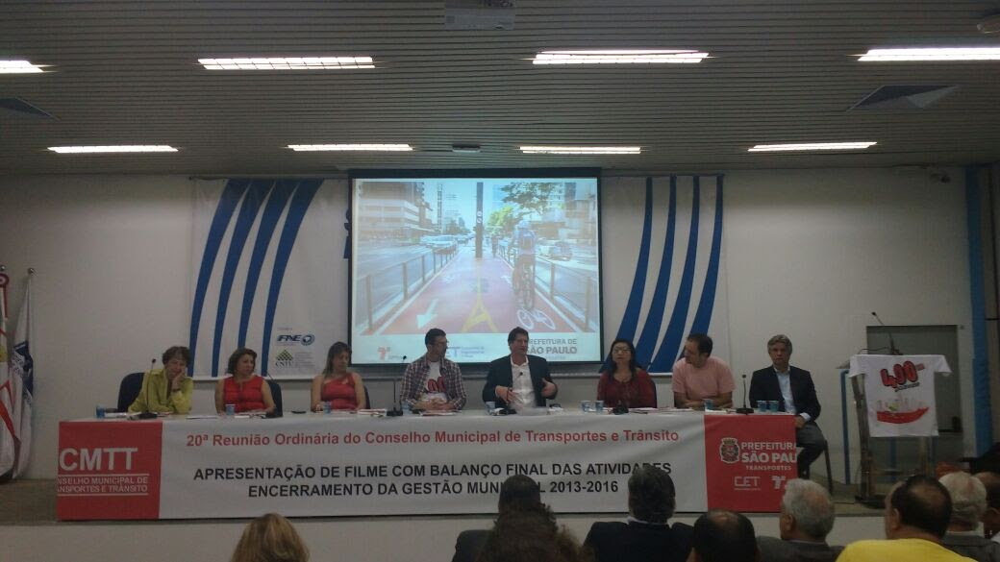 FNE
CNTU
PREFEITURA DE
SÃO PAULO
400
20ª Reunião Ordinária do Conselho Municipal de Transportes e Trânsito
CMTT
CONSELHO MUNICIPAL DE
TRANSPORTES E TRÂNSITO
APRESENTAÇÃO DE FILME COM BALANÇO FINAL DAS ATIVIDADES
ENCERRAMENTO DA GESTÃO MUNICIPAL 2013-2016
PREFEITURA
SÃO PAULO
TRANSPORTES
CET